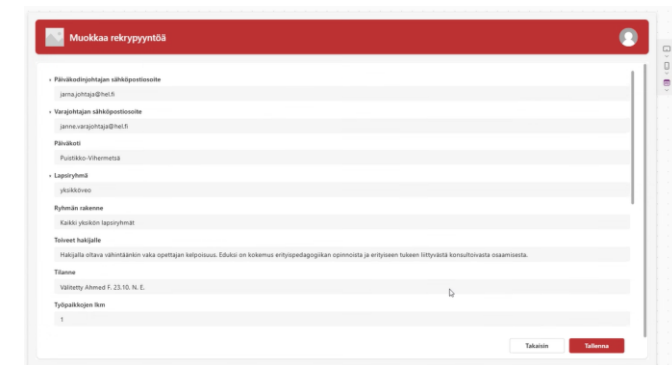 Muokkaa rekrypyyntöä
Päiväkodinjohtajan sähköpostiosoite
jarna.johtaja@hel.fi
Varajohtajan sähköpostiosoite
janne.varajohtaja@hel.fi
Päiväkoti
Puistikko-Vihermetsä
Lapsiryhmä
yksikköveo
Ryhmän rakenne
Kaikki yksikön lapsiryhmät
Toiveet hakijalle
Hakijalla oltava vähintäänkin vaka opettajan kelpoisuus. Eduksi on kokemus erityispedagogiikan opinnoista ja erityiseen tukeen liittyvästä konsultoivasta osaamisesta.
Tilanne
Välitetty Ahmed F. 23.10. N. E.
Työpaikkojen lkm
1
Takaisin Tallenna